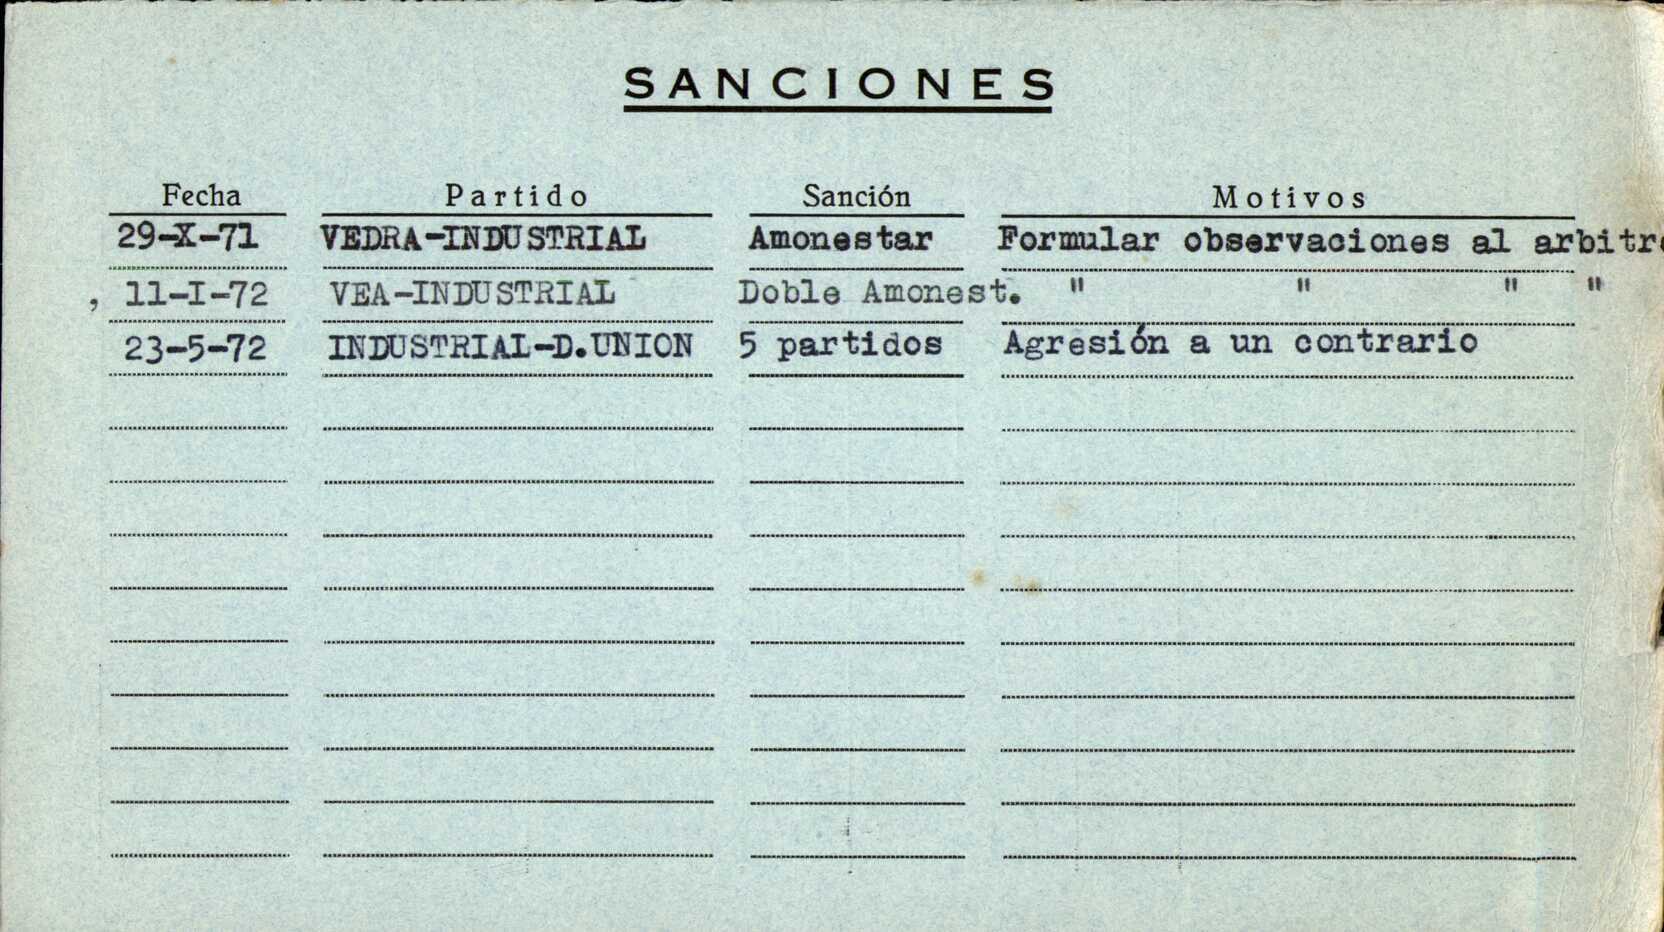 SANCIONES
Fecha Partido Sanción Motivos
29-X-71 VEDRA-INDUSTRIAL Amonestar Formular observaciones al arbitro
, 11-I-72 VEA-INDUSTRIAL Doble Amonest. " " " "
23-5-72 INDUSTRIAL-D.UNION 5 partidos Agresión a un contrario